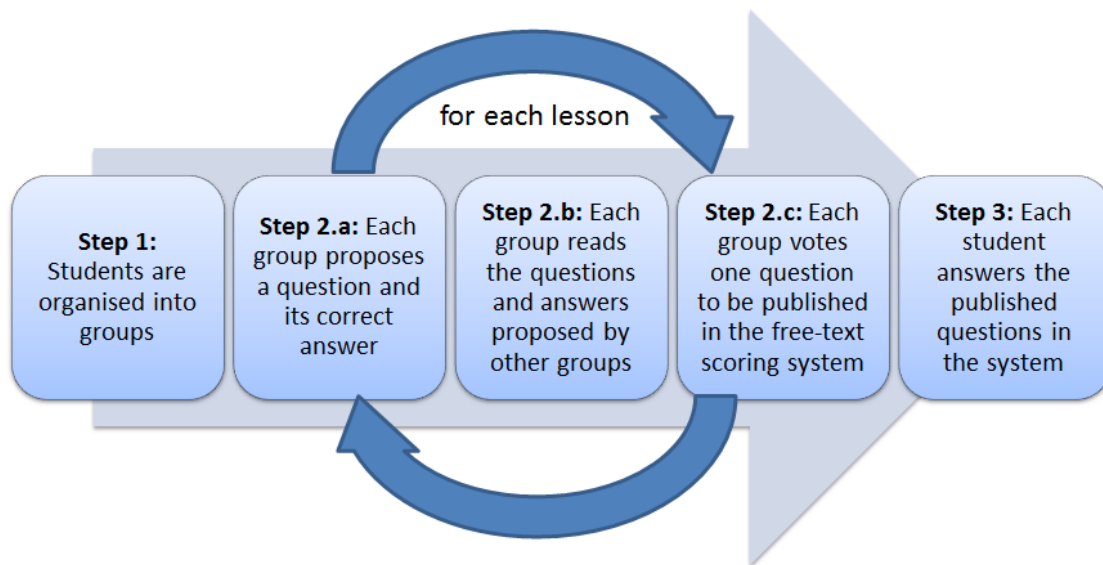 for each lesson
Step 1:
Students are
organised into
groups
Step 2.a: Each
group proposes
a question and
its correct
answer
Step 2.b: Each
group reads
the questions
and answers
proposed by
other groups
Step 2.c: Each
group votes
one question
to be published
in the free-text
scoring system
Step 3: Each
student
answers the
published
questions in
the system